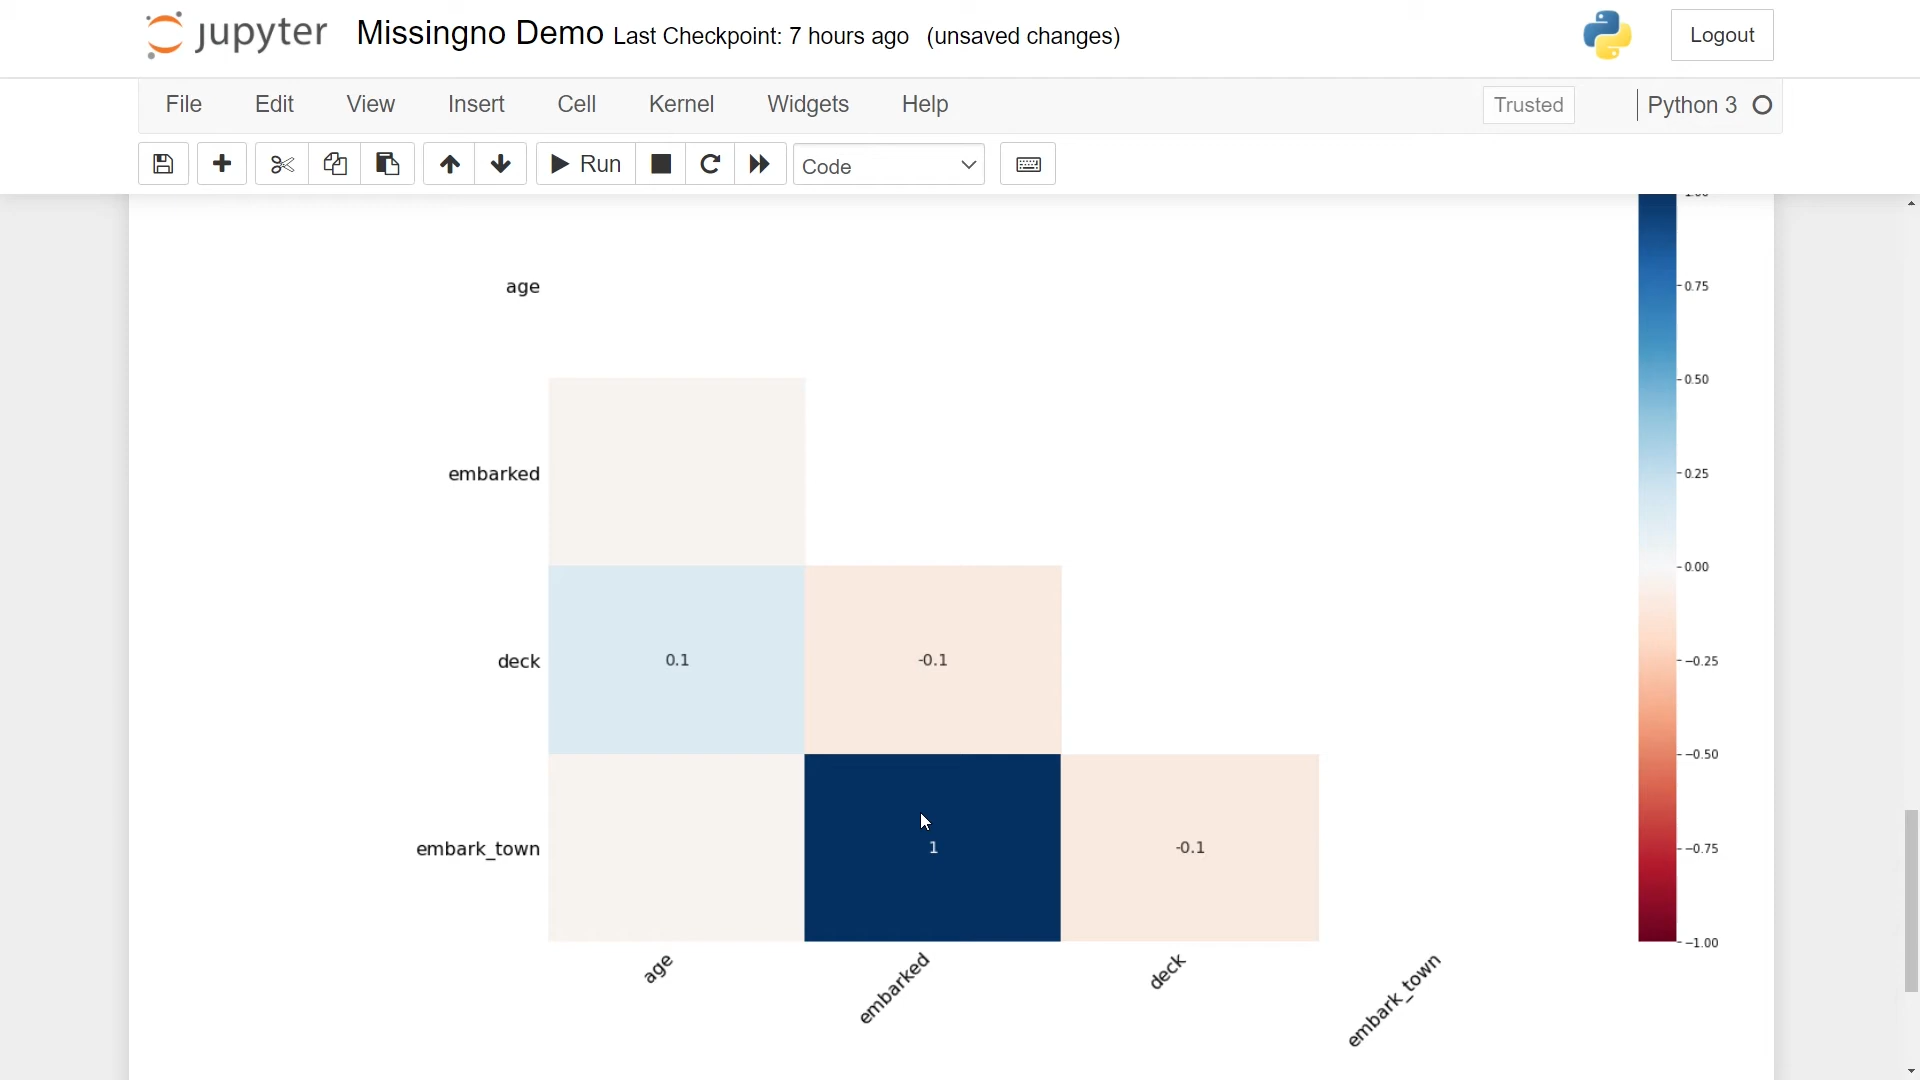 jupyter Missingno Demo Last Checkpoint: 7 hours ago (unsaved changes) Logout
File Edit View Insert Cell Kernel Widgets Help Trusted Python 3
Run Code
age
0.75
0.50
embarked
0.25
0.00
deck 0.1 -0.1
-0.25
-0.50
embark_town 1 -0.1
-0.75
-1.00
age embarked deck embark_town